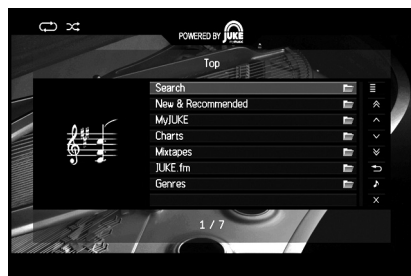 POWERED BY JUKE
Top
Search
New & Recommended
MyJUKE
Charts
Mixtapes
JUKE.fm
Genres
1 / 7